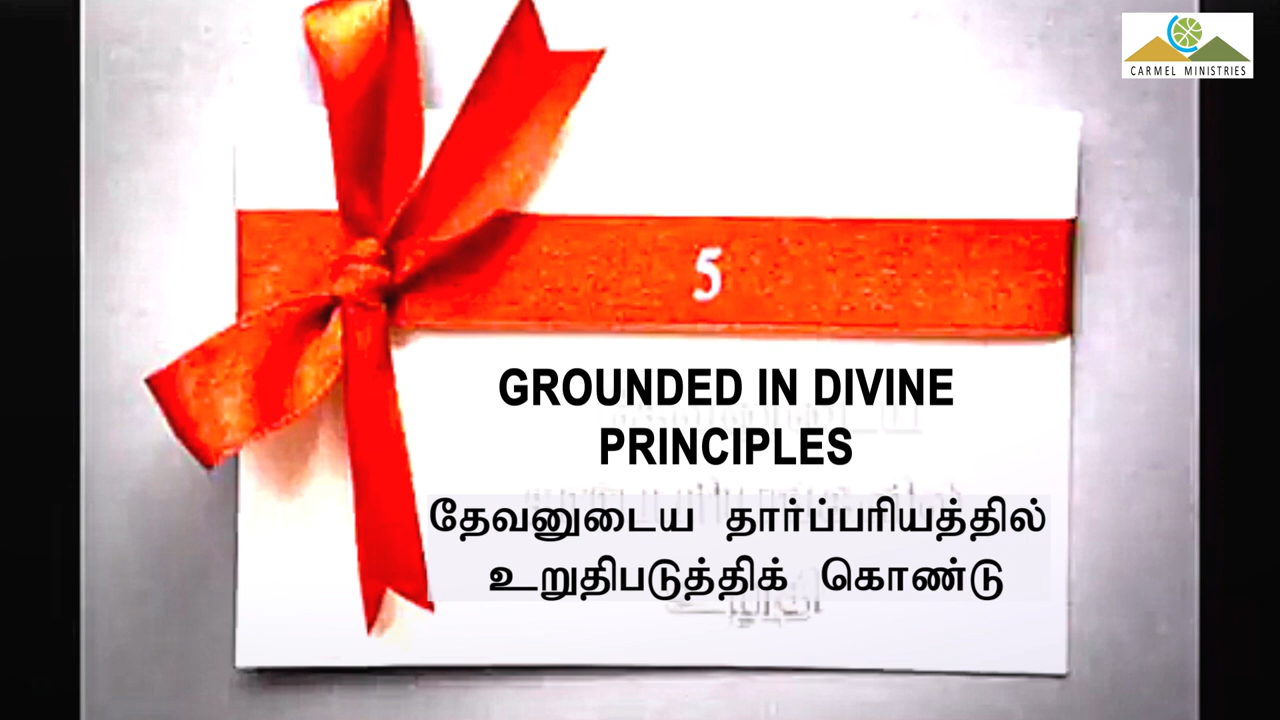 CARMEL MINISTRIES
5
GROUNDED IN DIVINE
PRINCIPLES
தேவனுடைய தார்ப்பரியத்தில்
உறுதிபடுத்திக் கொண்டு